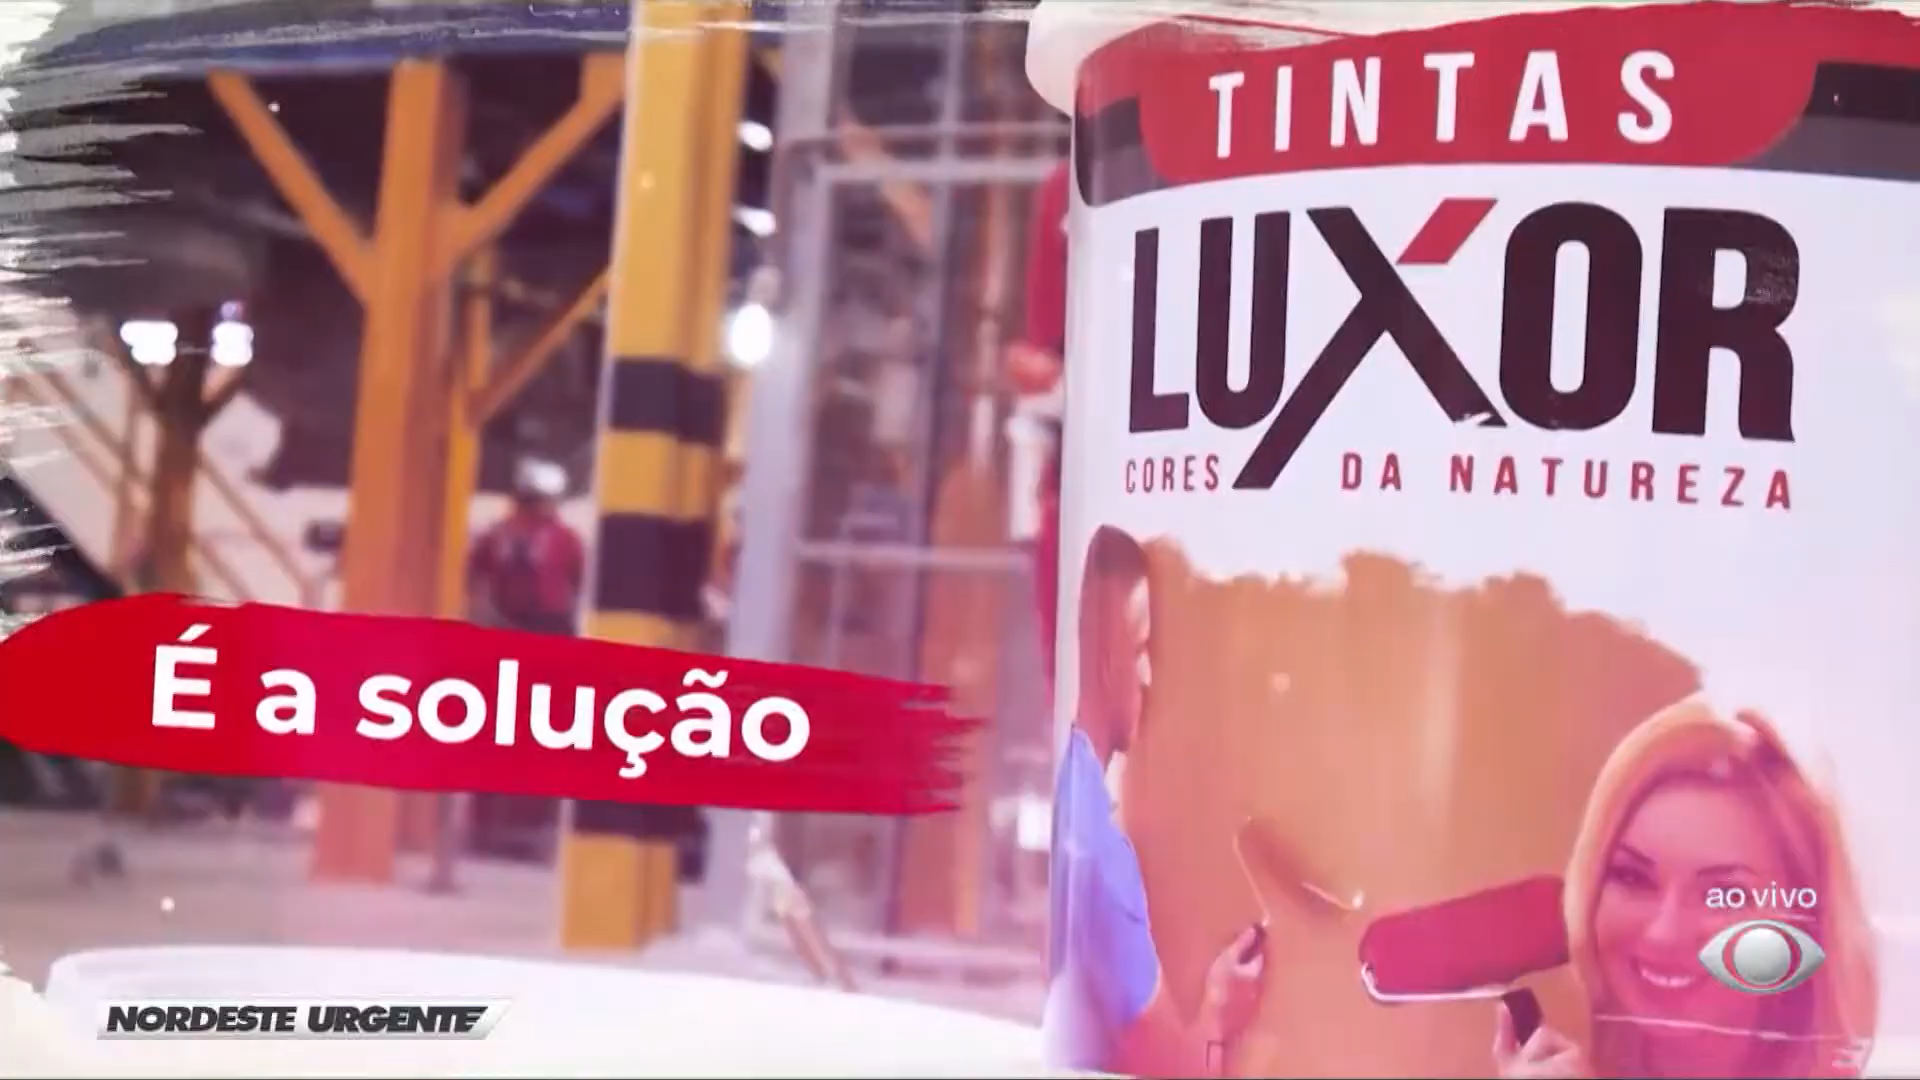 TINTAS
LUXOR
CORES DA NATUREZA
É a solução
ao vivo
NORDESTE URGENTE